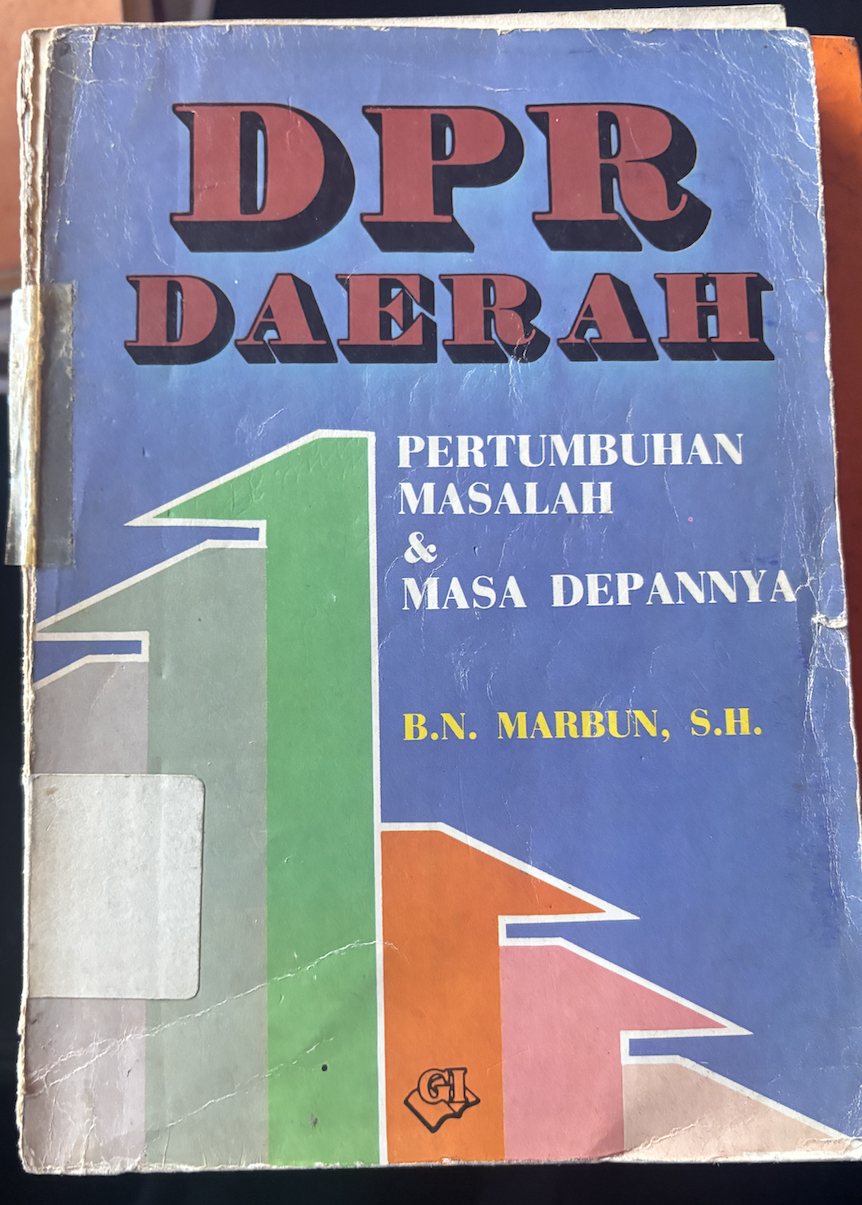 DPR
DAERAH
PERTUMBUHAN
MASALAH
&
MASA DEPANNYA
B.N. MARBUN, S.H.
GI